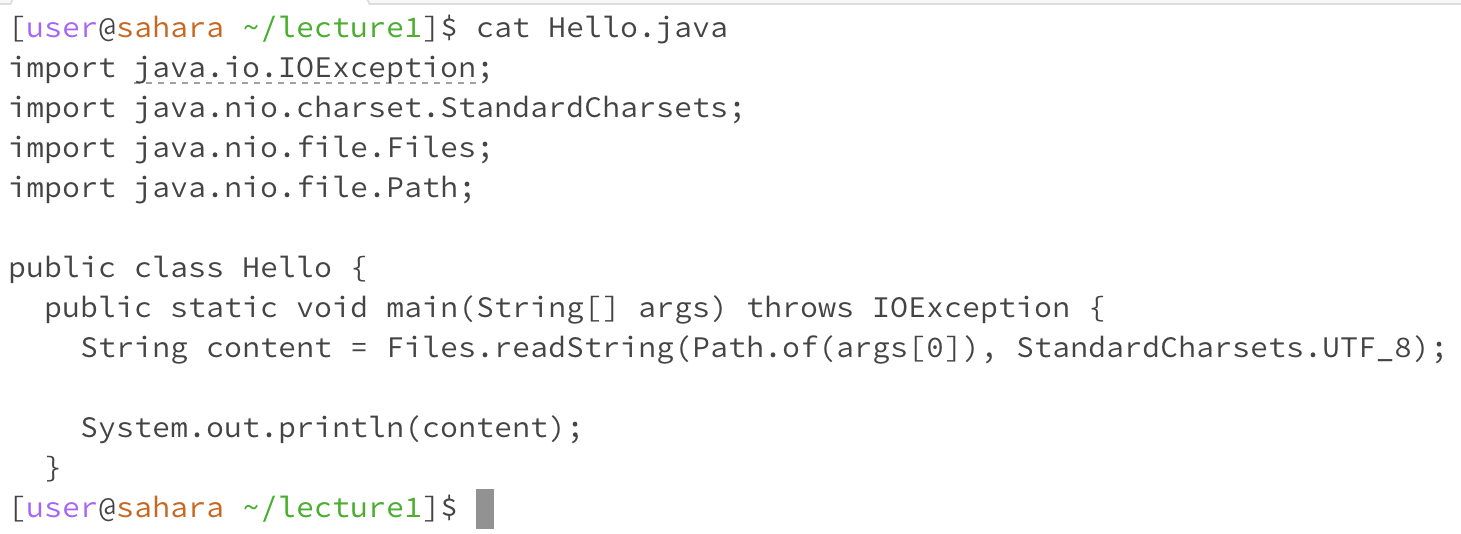 [user@sahara ~/lecture1]$ cat Hello.java
import java.io.IOException;
import java.nio.charset.StandardCharsets;
import java.nio.file.Files;
import java.nio.file.Path;

public class Hello {
  public static void main(String[] args) throws IOException {
    String content = Files.readString(Path.of(args[0]), StandardCharsets.UTF_8);

    System.out.println(content);
  }
[user@sahara ~/lecture1]$